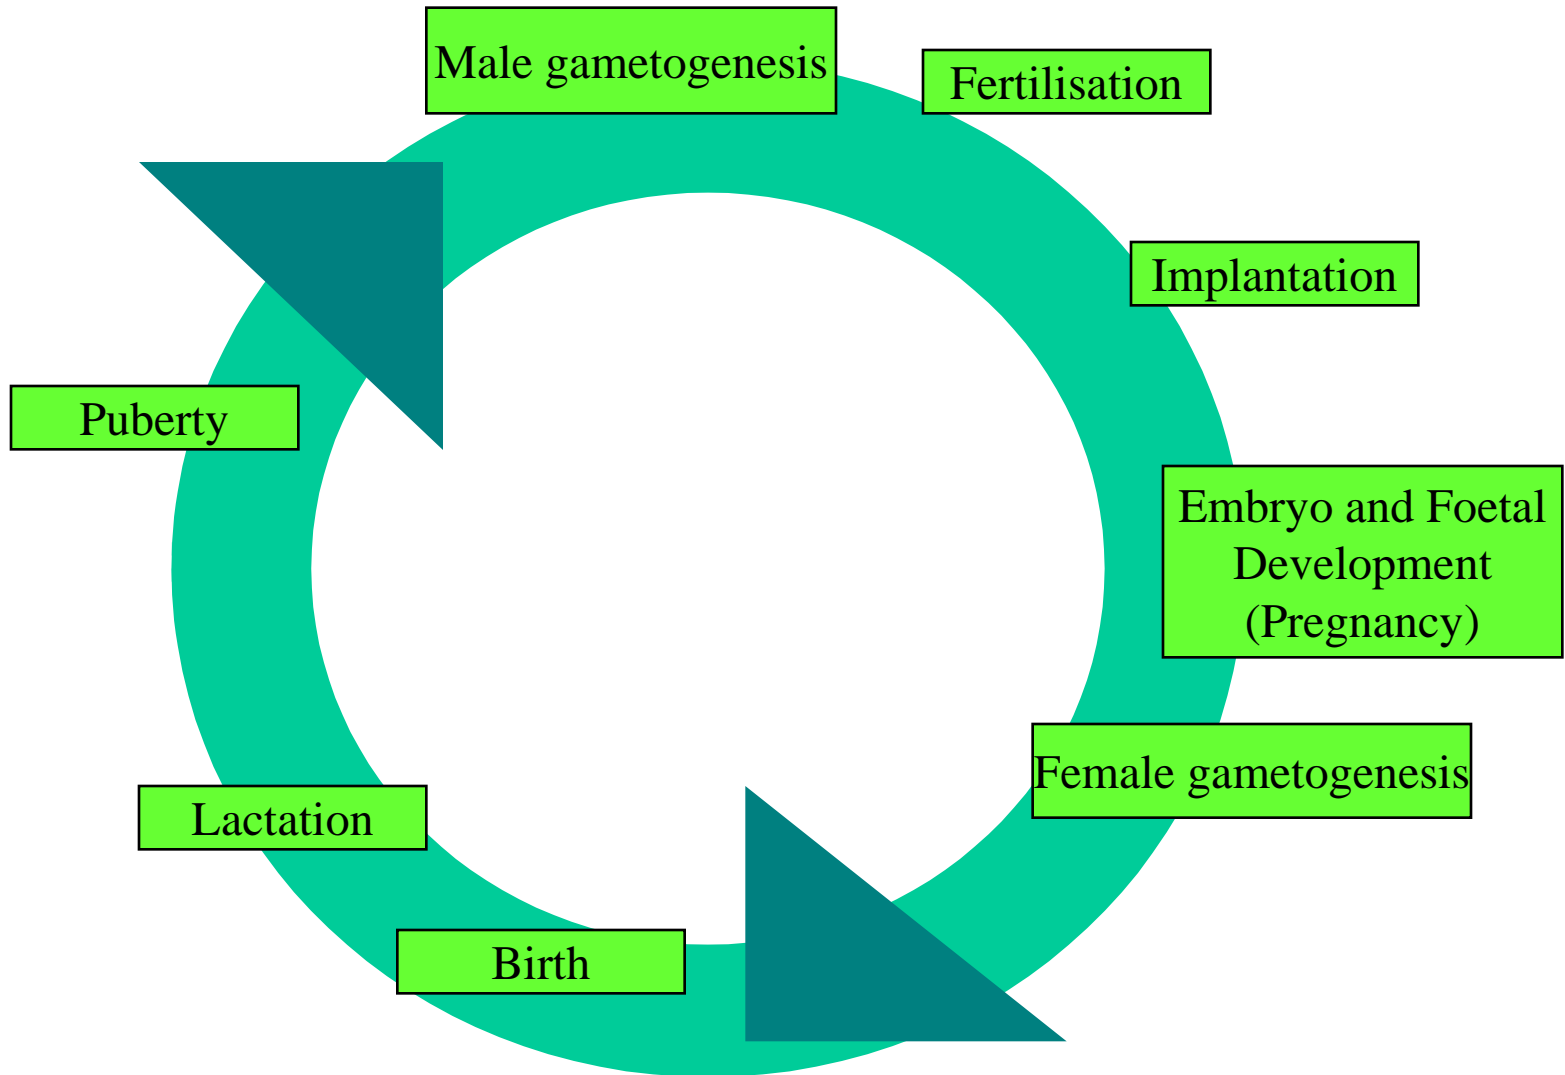 Male gametogenesis
Fertilisation
Implantation
Embryo and Foetal
Development
(Pregnancy)
Female gametogenesis
Birth
Lactation
Puberty